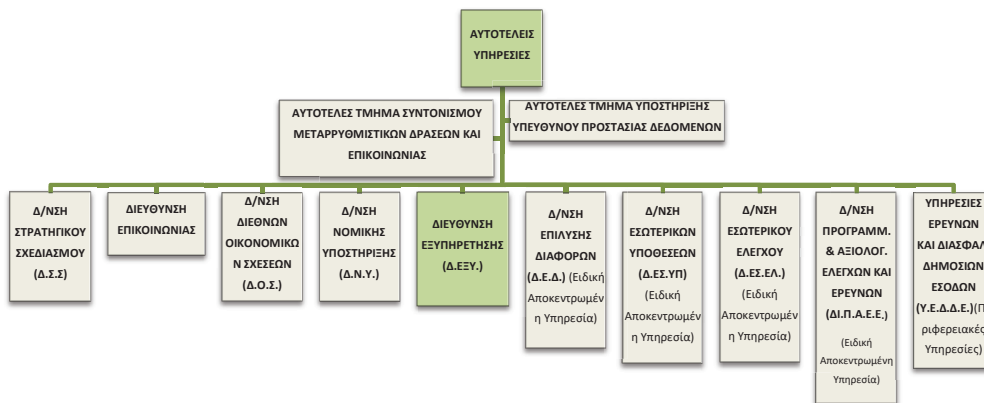 ΑΥΤΟΤΕΛΕΙΣ
ΥΠΗΡΕΣΙΕΣ
ΑΥΤΟΤΕΛΕΣ ΤΜΗΜΑ ΣΥΝΤΟΝΙΣΜΟΥ
ΜΕΤΑΡΡΥΘΜΙΣΤΙΚΩΝ ΔΡΑΣΕΩΝ ΚΑΙ
ΕΠΙΚΟΙΝΩΝΙΑΣ
ΑΥΤΟΤΕΛΕΣ ΤΜΗΜΑ ΥΠΟΣΤΗΡΙΞΗΣ
ΥΠΕΥΘΥΝΟΥ ΠΡΟΣΤΑΣΙΑΣ ΔΕΔΟΜΕΝΩΝ
Δ/ΝΣΗ
ΣΤΡΑΤΗΓΙΚΟΥ
ΣΧΕΔΙΑΣΜΟΥ
(Δ.Σ.Σ)
ΔΙΕΥΘΥΝΣΗ
ΕΠΙΚΟΙΝΩΝΙΑΣ
Δ/ΝΣΗ
ΔΙΕΘΝΩΝ
ΟΙΚΟΝΟΜΙΚΩ
Ν ΣΧΕΣΕΩΝ
(Δ.Ο.Σ.)
Δ/ΝΣΗ
ΝΟΜΙΚΗΣ
ΥΠΟΣΤΗΡΙΞΗΣ
(Δ.Ν.Υ.)
ΔΙΕΥΘΥΝΣΗ
ΕΞΥΠΗΡΕΤΗΣΗΣ
(Δ.ΕΞΥ.)
Δ/ΝΣΗ
ΕΠΙΛΥΣΗΣ
ΔΙΑΦΟΡΩΝ
(Δ.Ε.Δ.) (Ειδική
Αποκεντρωμέν
η Υπηρεσία)
Δ/ΝΣΗ
ΕΣΩΤΕΡΙΚΩΝ
ΥΠΟΘΕΣΕΩΝ
(Δ.ΕΣ.ΥΠ)
(Ειδική
Αποκεντρωμέν
η Υπηρεσία)
Δ/ΝΣΗ
ΕΣΩΤΕΡΙΚΟΥ
ΕΛΕΓΧΟΥ
(Δ.ΕΣ.ΕΛ.)
(Ειδική
Αποκεντρωμέν
η Υπηρεσία)
Δ/ΝΣΗ
ΠΡΟΓΡΑΜΜ.
& ΑΞΙΟΛΟΓ.
ΕΛΕΓΧΩΝ ΚΑΙ
ΕΡΕΥΝΩΝ
(ΔΙ.Π.Α.Ε.Ε.)
(Ειδική
Αποκεντρωμένη
Υπηρεσία)
ΥΠΗΡΕΣΙΕΣ
ΕΡΕΥΝΩΝ
ΚΑΙ ΔΙΑΣΦΑΛ
ΔΗΜΟΣΙΩΝ
ΕΣΟΔΩΝ
(Υ.Ε.Δ.Δ.Ε.)(Π
ριφερειακές
Υπηρεσίες)